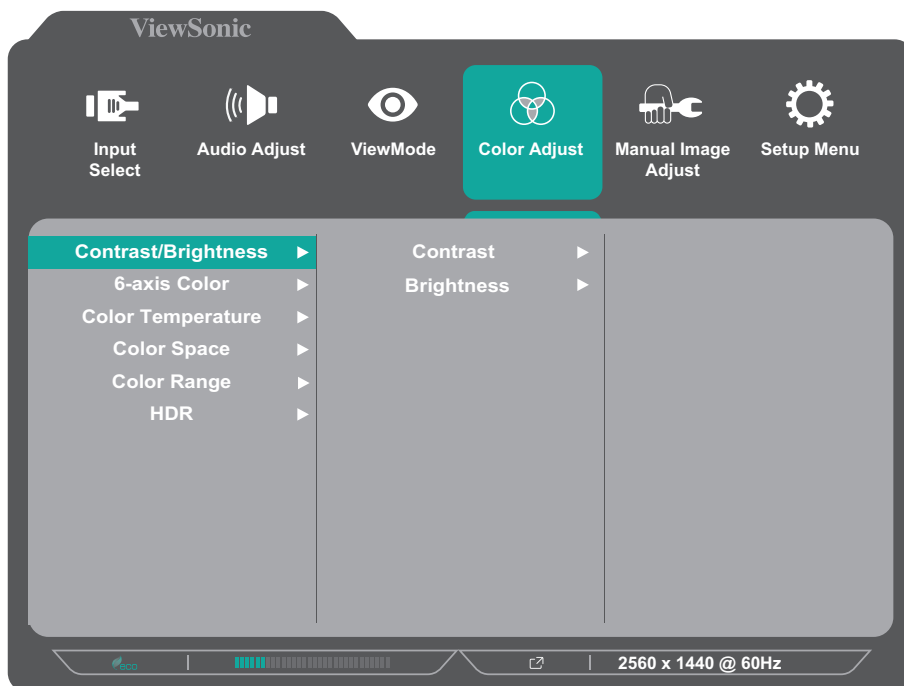 ViewSonic
Input
Select
Audio Adjust
ViewMode
Color Adjust
Manual Image
Adjust
Setup Menu
Contrast/Brightness
6-axis Color
Color Temperature
Color Space
Color Range
HDR
Contrast
Brightness
eco
2560 x 1440 @ 60Hz